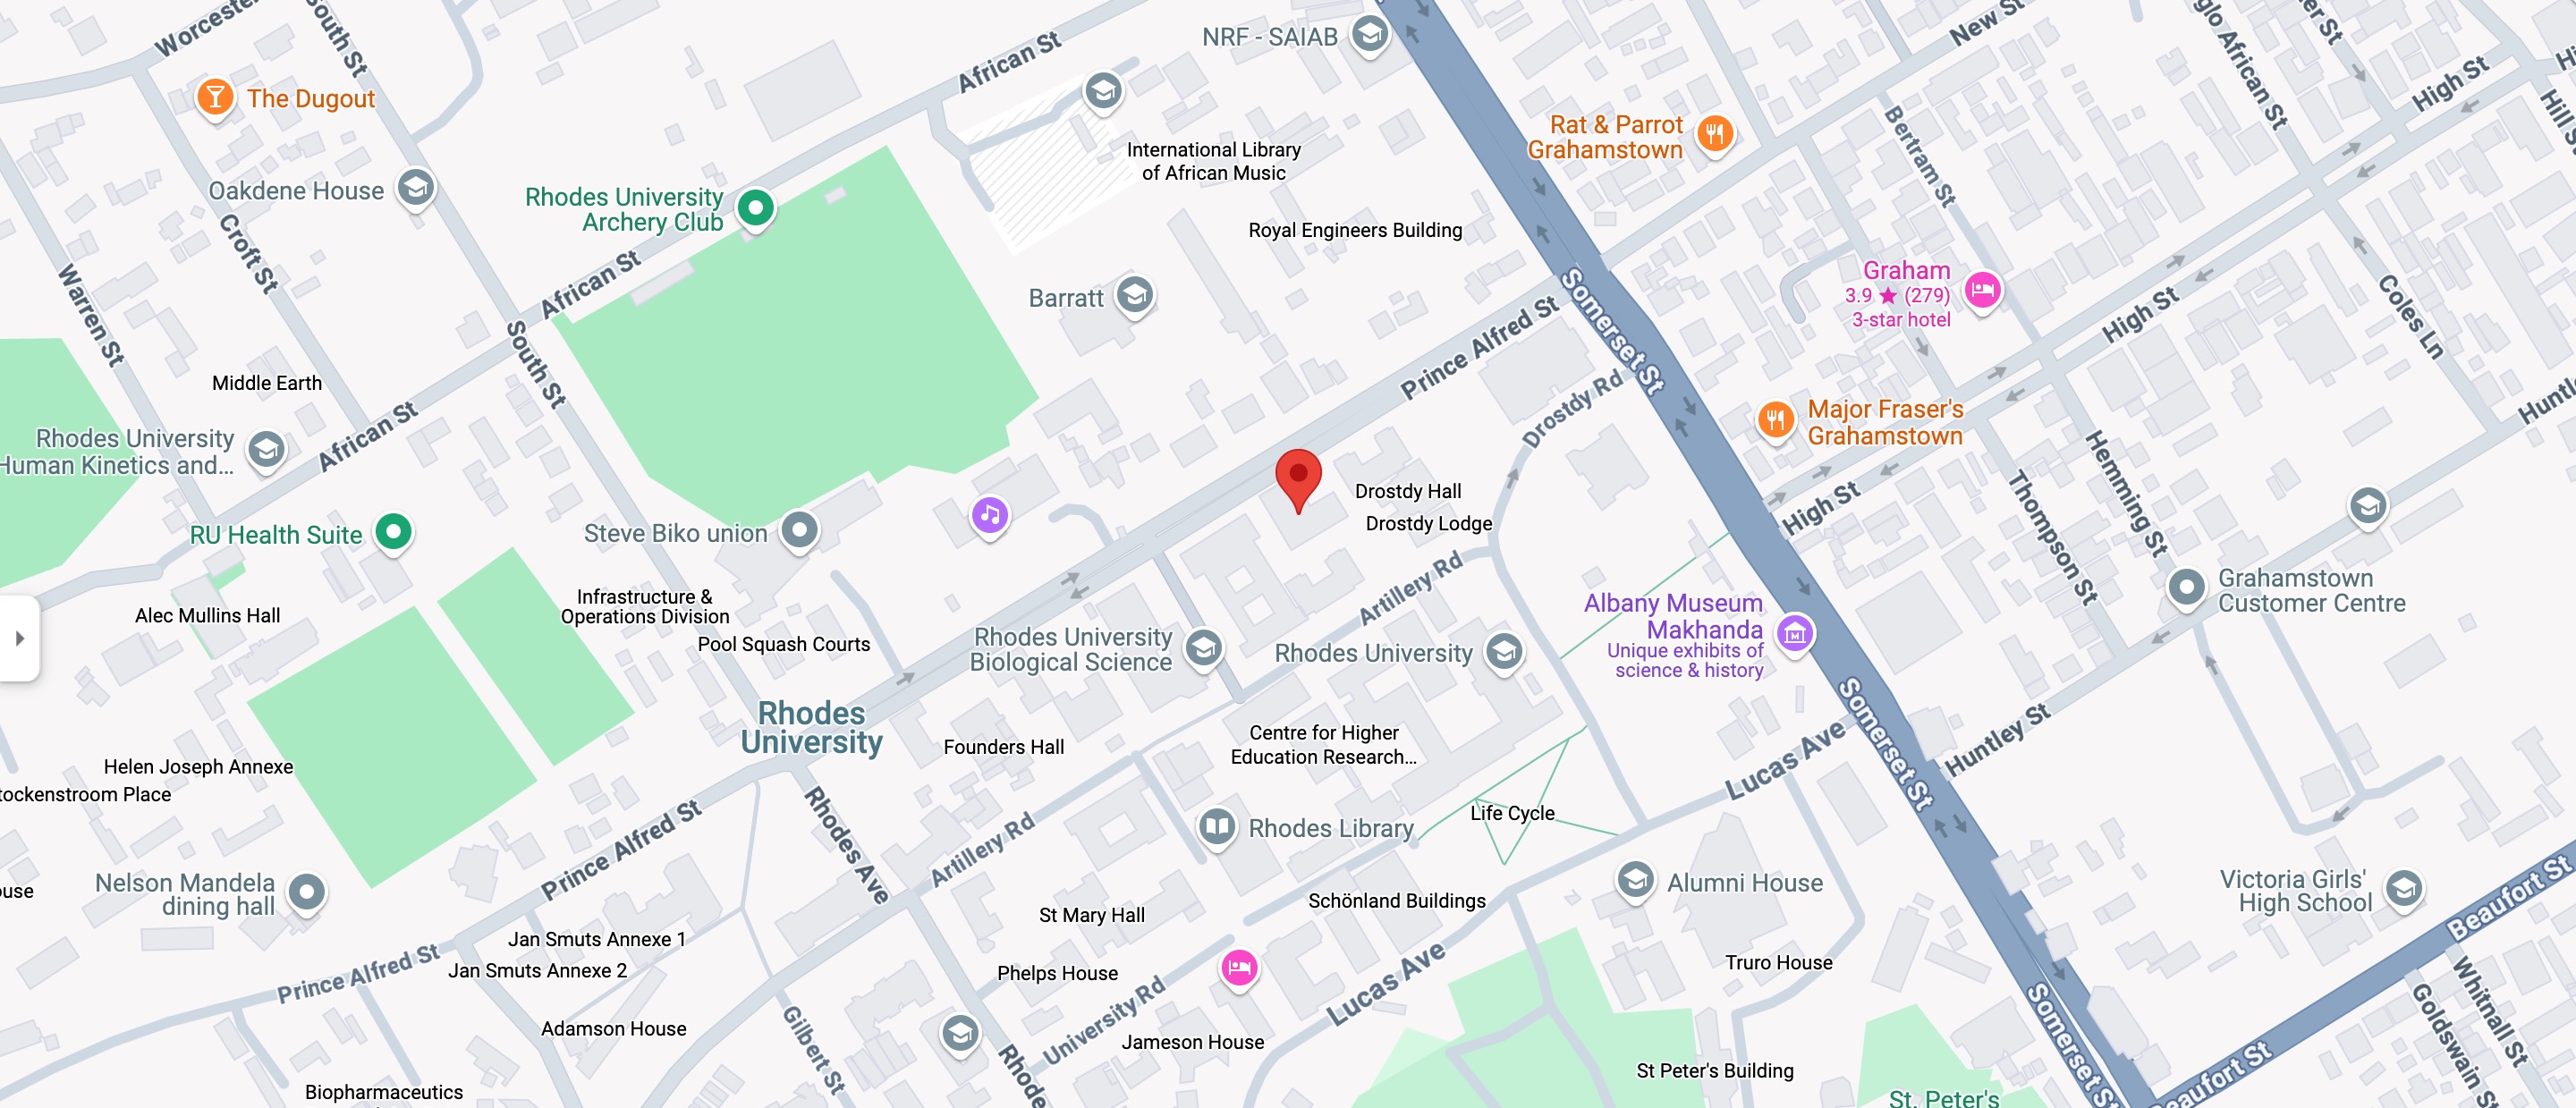 Worcester
South St
African St
NRF - SAIAB
New St
High St
The Dugout
Rat & Parrot
Grahamstown
Bertram St
International Library
of African Music
Oakdene House
Rhodes University
Archery Club
Royal Engineers Building
Croft St
African St
Warren St
South St
Barratt
Graham
3.9 ★ (279)
3-star hotel
Somerset St
Prince Alfred St
High St
Coles Ln
Middle Earth
African St
Drostdy Rd
Major Fraser's
Grahamstown
Rhodes University
Human Kinetics and...
Hemming St
Thompson St
High St
Drostdy Hall
Drostdy Lodge
RU Health Suite
Steve Biko union
Artillery Rd
Alec Mullins Hall
Infrastructure &
Operations Division
Pool Squash Courts
Rhodes University
Biological Science
Rhodes University
Albany Museum
Makhanda
Unique exhibits of
science & history
Grahamstown
Customer Centre
Rhodes
University
Founders Hall
Centre for Higher
Education Research...
Somerset St
Huntley St
Lucas Ave
Helen Joseph Annexe
tockenstroom Place
Rhodes Ave
Prince Alfred St
Artillery Rd
Rhodes Library
Life Cycle
Nelson Mandela
dining hall
Alumni House
Victoria Girls'
High School
Beaufort St
Schönland Buildings
St Mary Hall
Jan Smuts Annexe 1
Jan Smuts Annexe 2
Prince Alfred St
Phelps House
University Rd
Lucas Ave
Truro House
Whitnall St
Goldswain St
Somerset St
Adamson House
Gilbert St
Jameson House
Rhode
St Peter's Building
Beaufort St
Biopharmaceutics
St. Peter's